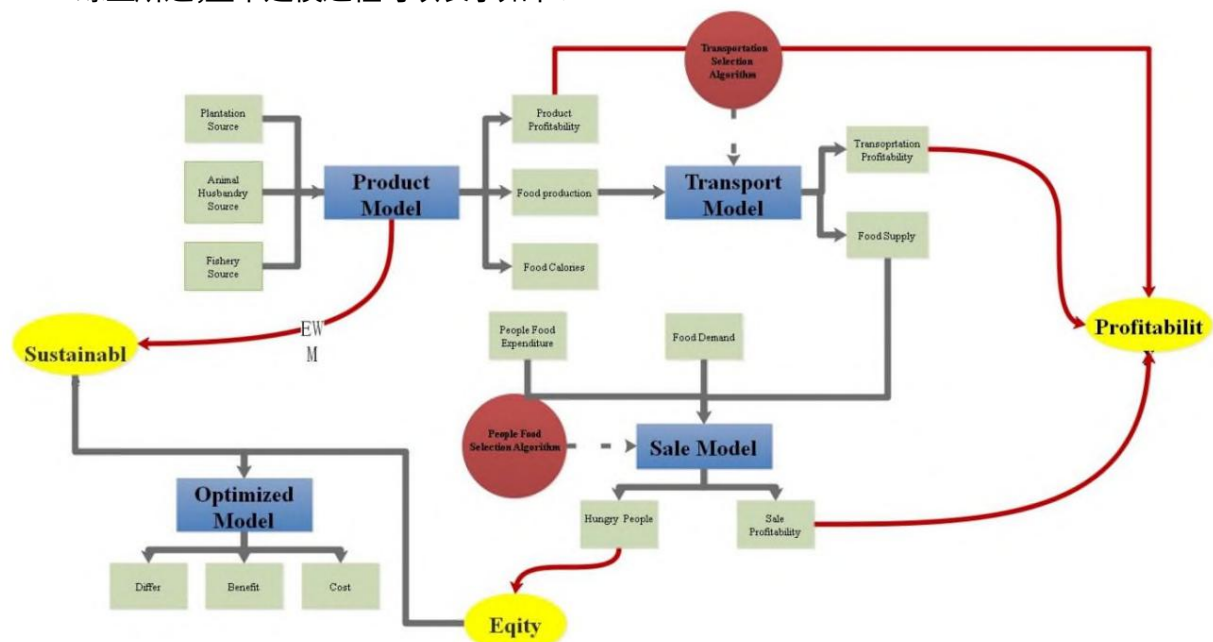 Transportation
Selection
Algorithm
Plantation
Source
Product
Profitability
Transoprtation
Profitability
Animal
Husbandry
Source
Product
Model
Food production
Transport
Model
Food Supply
Fishery
Source
Food Calories
EW
M
Sustainabl
People Food
Expenditure
Food Demand
Profitabilit
People Food
Selection Algorithm
Sale Model
Optimized
Model
Hungry People
Sale
Profitability
Differ
Benefit
Cost
Eqity